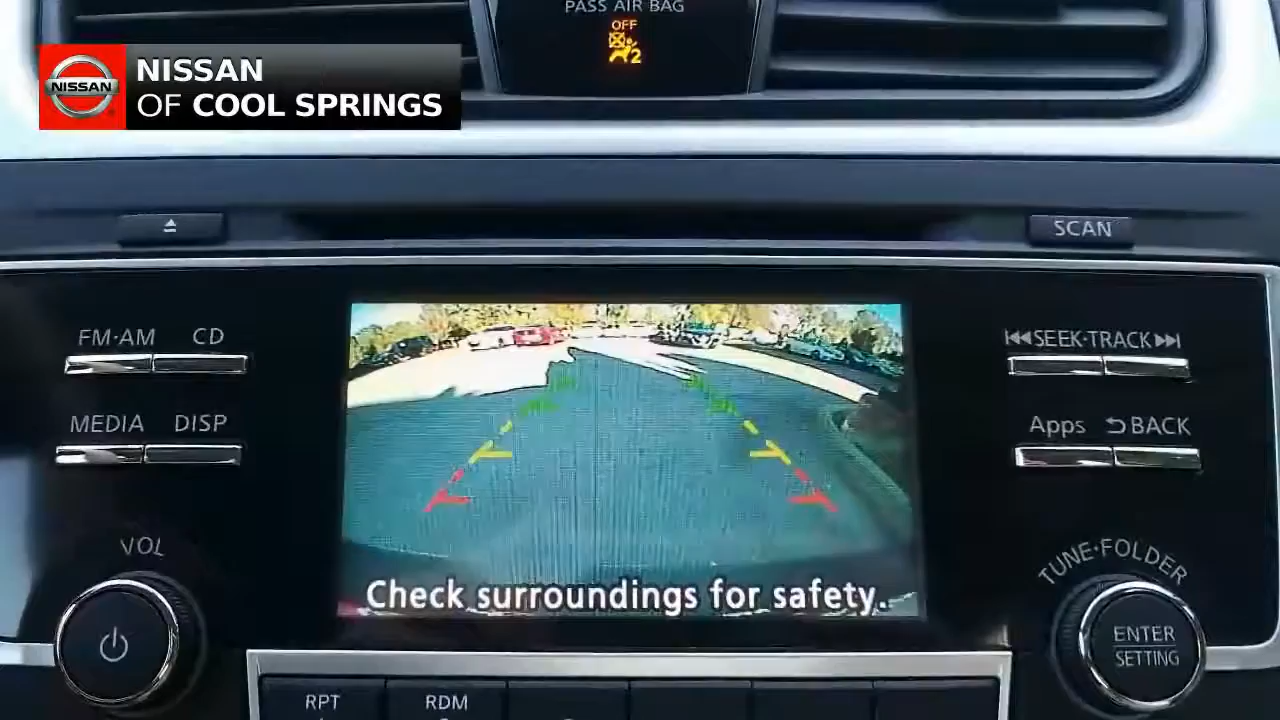 PASS AIR BAG
OFF
2
NISSAN
NISSAN
OF COOL SPRINGS
SCAN
FM·AM CD
SEEK·TRACK
MEDIA DISP
Apps BACK
VOL
TUNE·FOLDER
Check surroundings for safety.
ENTER
SETTING
RPT RDM